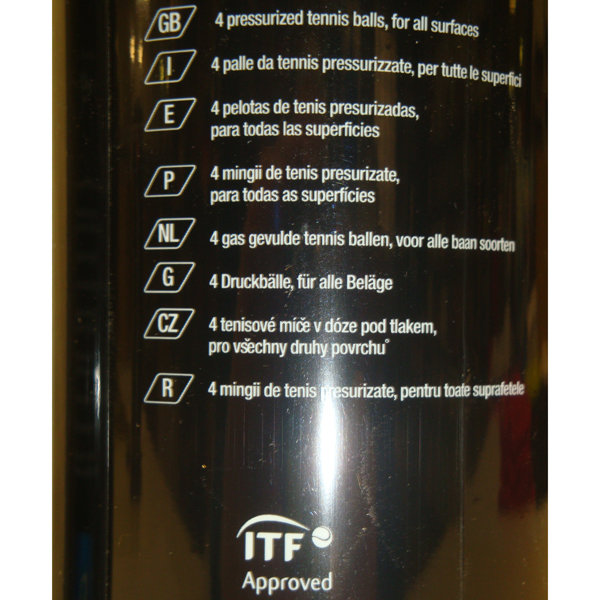 GB 4 pressurized tennis balls, for all surfaces
I 4 palle da tennis pressurizzate, per tutte le superfici
E 4 pelotas de tenis presurizadas,
para todas las superficies
P 4 mingii de tenis presurizate,
para todas as superfícies
NL 4 gas gevulde tennis ballen, voor alle baan soorten
G 4 Druckbälle, für alle Beläge
CZ 4 tenisové míče v dóze pod tlakem,
pro všechny druhy povrchu°
R 4 mingii de tenis presurizate, pentru toate suprafetele
ITF
Approved